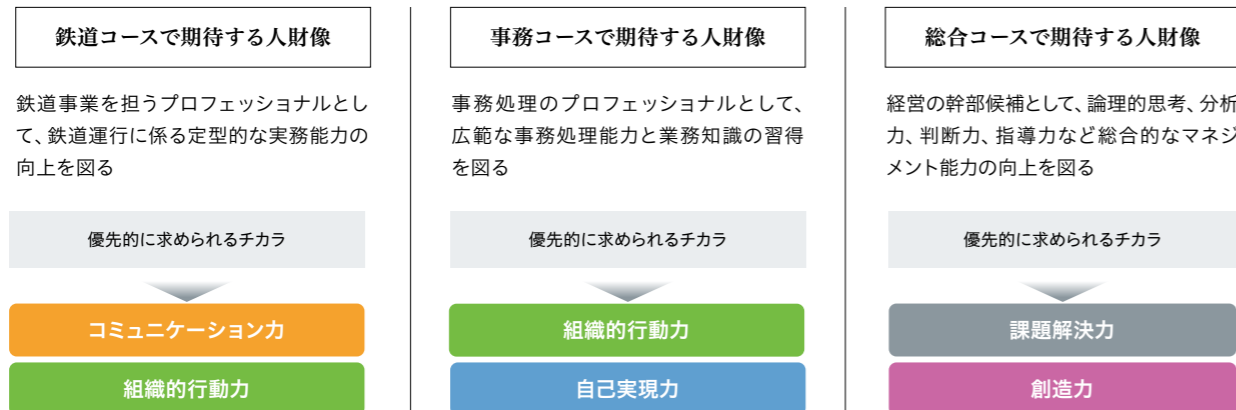 鉄道コースで期待する人財像
鉄道事業を担うプロフェッショナルとし
て、鉄道運行に係る定型的な実務能力の
向上を図る
優先的に求められるチカラ
コミュニケーション力
組織的行動力
事務コースで期待する人財像
事務処理のプロフェッショナルとして、
広範な事務処理能力と業務知識の習得
を図る
優先的に求められるチカラ
組織的行動力
自己実現力
総合コースで期待する人財像
経営の幹部候補として、論理的思考、分析
力、判断力、指導力など総合的なマネジ
メント能力の向上を図る
優先的に求められるチカラ
課題解決力
創造力